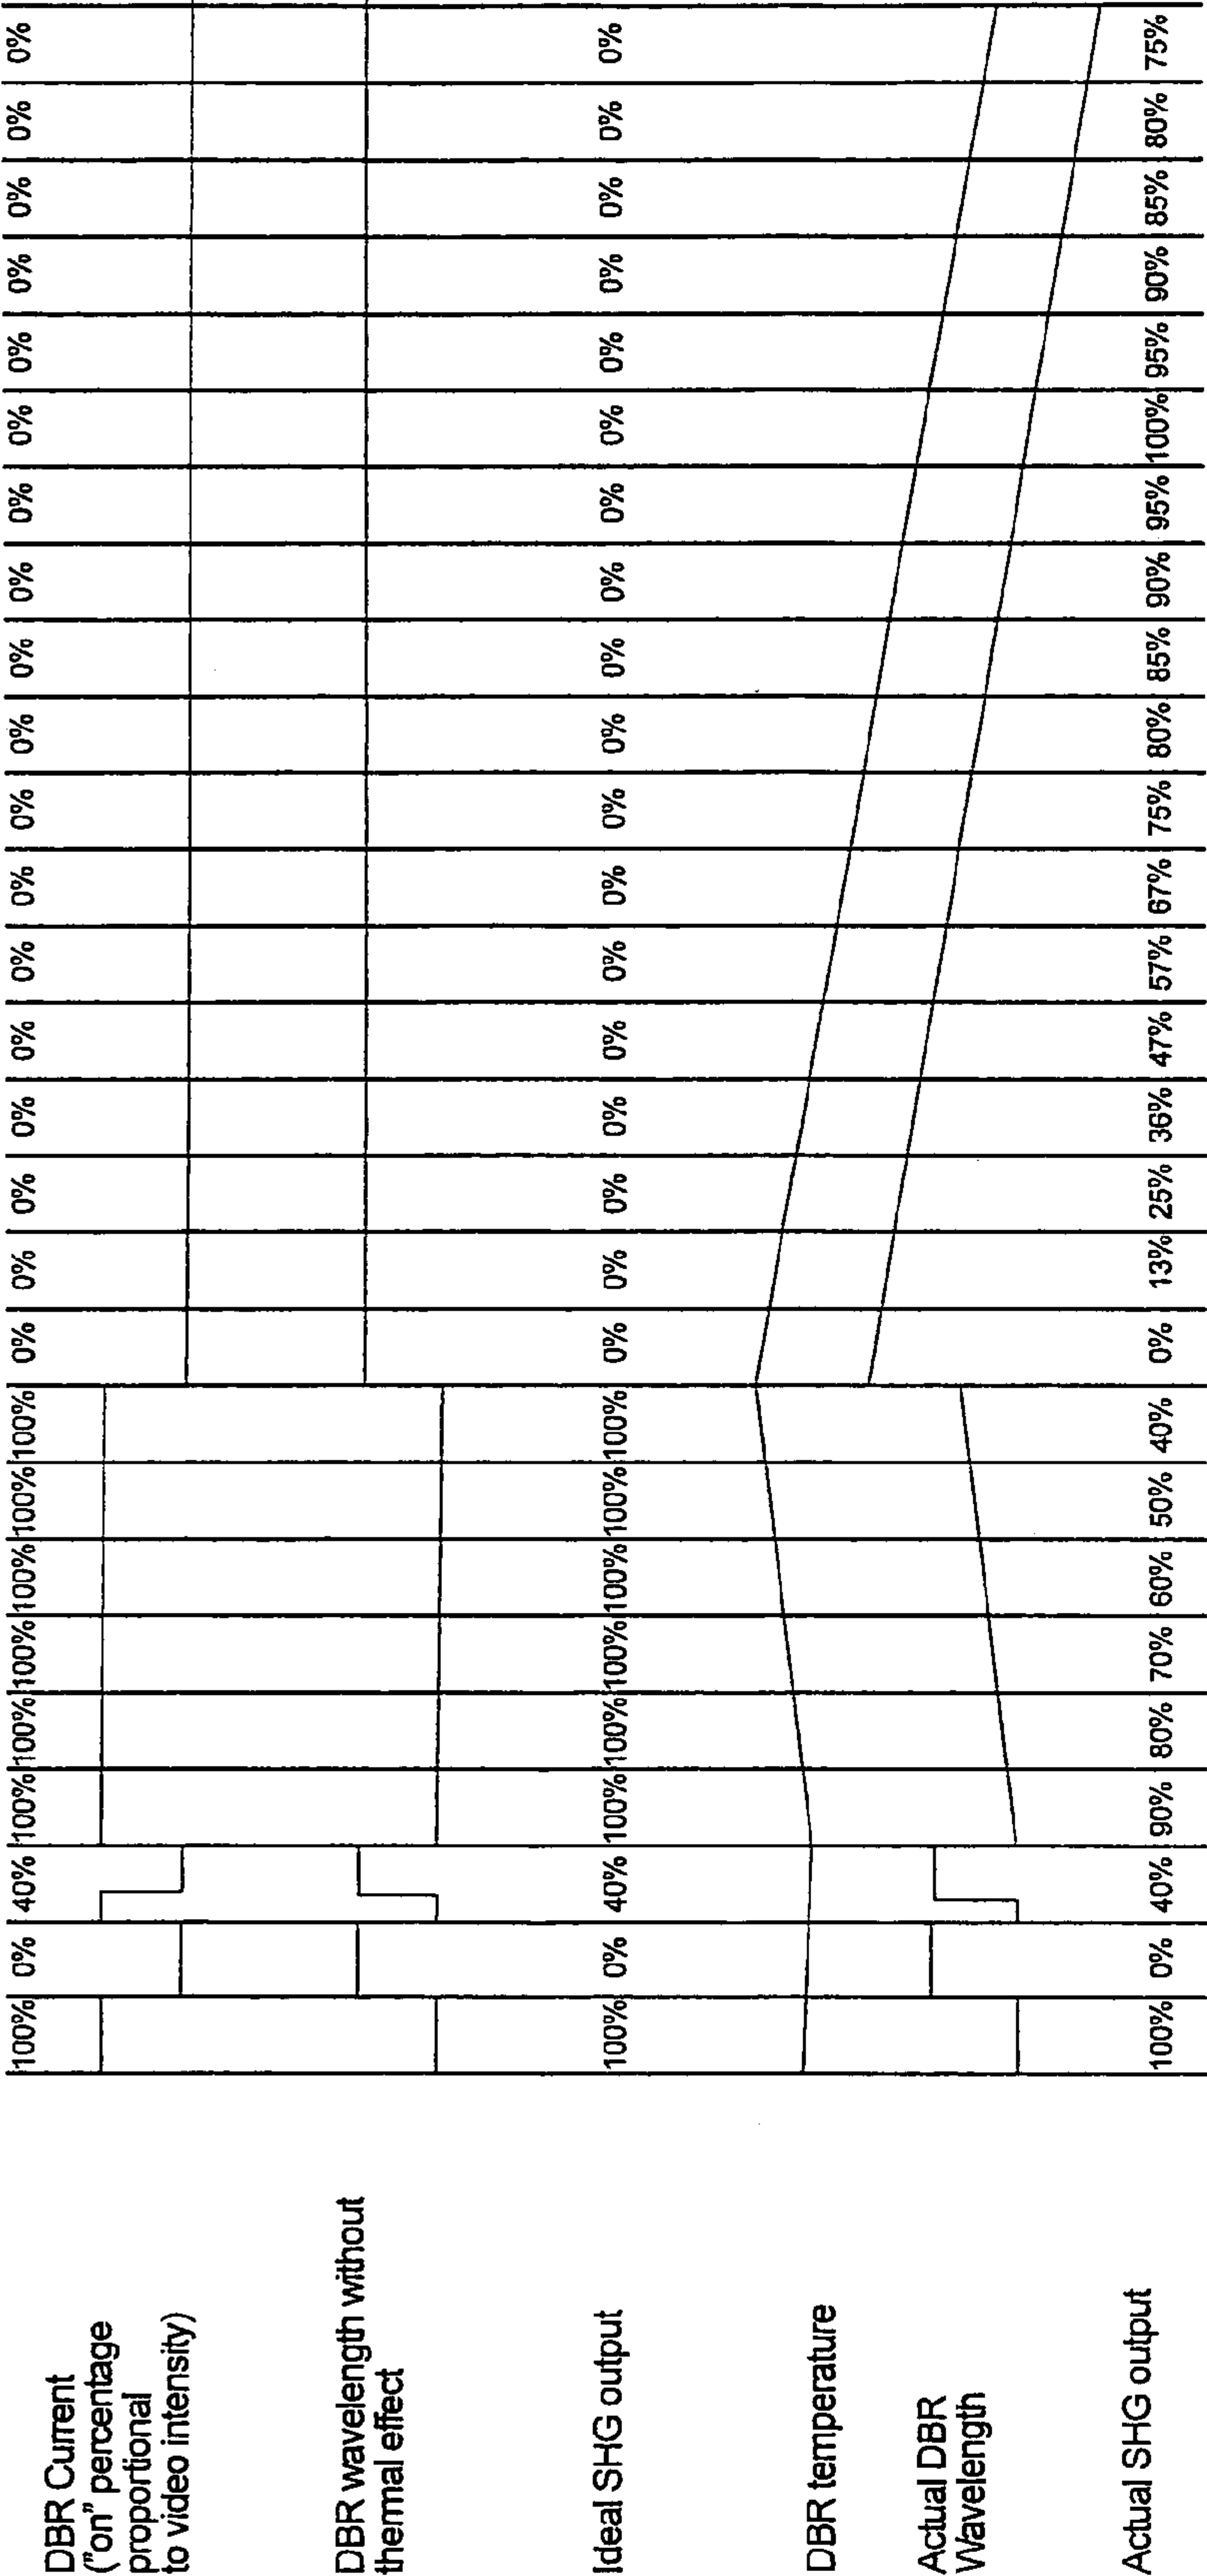 DBR Current
("on" percentage
proportional
to video intensity)
100% 0% 40% 100% 100% 100% 100% 100% 100% 0% 0% 0% 0% 0% 0% 0% 0% 0% 0% 0% 0% 0% 0% 0% 0% 0% 0%
DBR wavelength without
thermal effect
Ideal SHG output
100% 0% 40% 100% 100% 100% 100% 100% 100% 0% 0% 0% 0% 0% 0% 0% 0% 0% 0% 0% 0% 0% 0% 0% 0% 0% 0%
DBR temperature
Actual DBR
Wavelength
Actual SHG output
100% 0% 40% 90% 80% 70% 60% 50% 40% 0% 13% 25% 36% 47% 57% 67% 75% 80% 85% 90% 95% 100% 95% 90% 85% 80% 75%